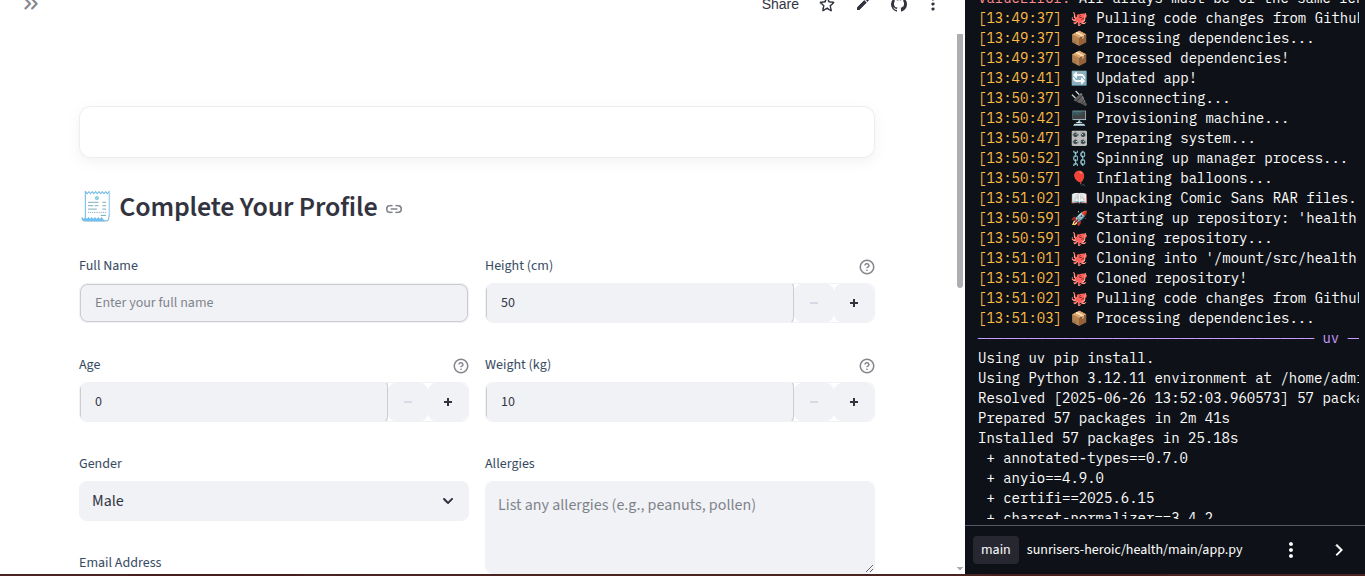 Share
Complete Your Profile
Full Name
Enter your full name
Height (cm)
50
Age
0
Weight (kg)
10
Gender
Male
Allergies
List any allergies (e.g., peanuts, pollen)
Email Address
[13:49:37] 🐙 Pulling code changes from Githu
[13:49:37] 📦 Processing dependencies...
[13:49:37] 📦 Processed dependencies!
[13:49:41] 🔄 Updated app!
[13:50:37] 🔌 Disconnecting...
[13:50:42] 🖥️ Provisioning machine...
[13:50:47] 🎛️ Preparing system...
[13:50:52] ⛓️ Spinning up manager process...
[13:50:57] 🎈 Inflating balloons...
[13:51:02] 📖 Unpacking Comic Sans RAR files.
[13:50:59] 🚀 Starting up repository: 'health
[13:50:59] 🐙 Cloning repository...
[13:51:01] 🐙 Cloning into '/mount/src/health
[13:51:02] 🐙 Cloned repository!
[13:51:02] 🐙 Pulling code changes from Githu
[13:51:03] 📦 Processing dependencies...
uv
Using uv pip install.
Using Python 3.12.11 environment at /home/adm
Resolved [2025-06-26 13:52:03.960573] 57 packa
Prepared 57 packages in 2m 41s
Installed 57 packages in 25.18s
+ annotated-types==0.7.0
+ anyio==4.9.0
+ certifi==2025.6.15
+ charset-normalizer==3.4.2
main
sunrisers-heroic/health/main/app.py